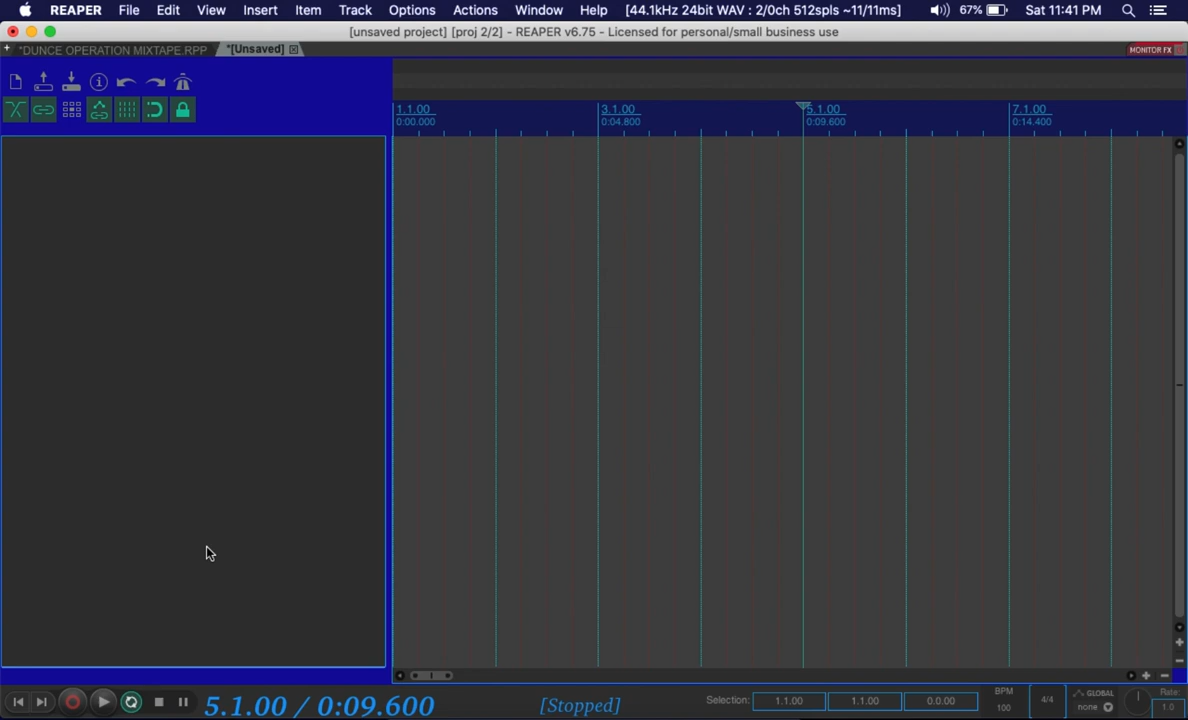 REAPER File Edit View Insert Item Track Options Actions Window Help [44.1kHz 24bit WAV : 2/0ch 512spls ~11/11ms] 67% Sat 11:41 PM
[unsaved project] [proj 2/2] - REAPER v6.75 - Licensed for personal/small business use
+ *DUNCE OPERATION MIXTAPE.RPP *[Unsaved] MONITOR FX
1.1.00 3.1.00 5.1.00 7.1.00
0:00.000 0:04.800 0:09.600 0:14.400
5.1.00 / 0:09.600 [Stopped] Selection: 1.1.00 1.1.00 0.0.00 BPM 100 4/4 GLOBAL none Rate: 1.0